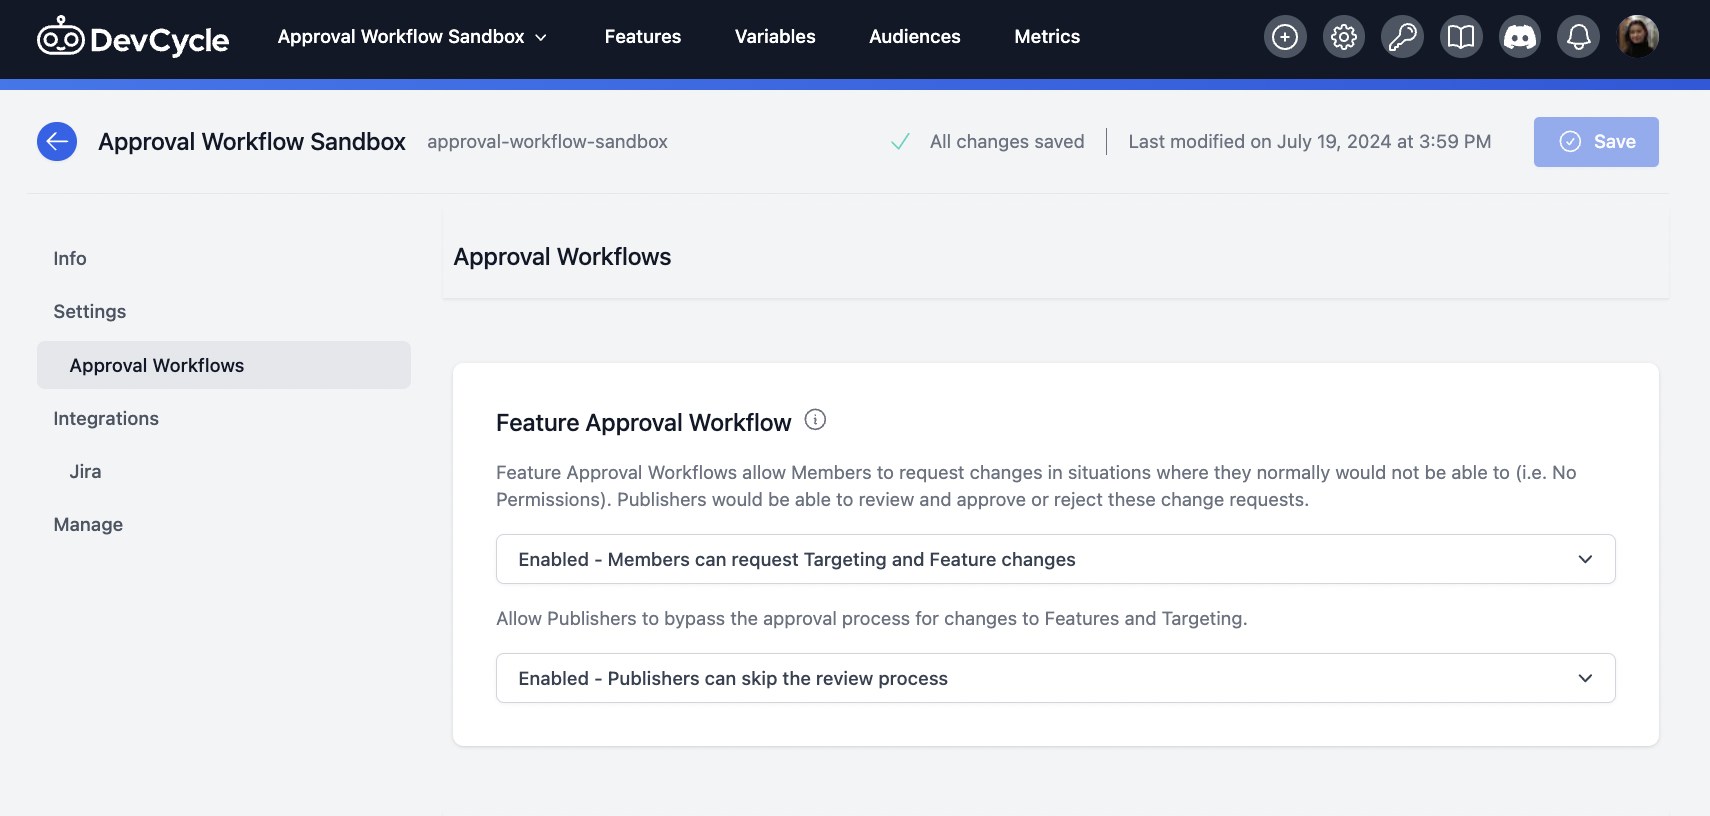 DevCycle
Approval Workflow Sandbox
Features
Variables
Audiences
Metrics
Approval Workflow Sandbox
approval-workflow-sandbox
All changes saved
Last modified on July 19, 2024 at 3:59 PM
Save
Info
Settings
Approval Workflows
Integrations
Jira
Manage
Approval Workflows
Feature Approval Workflow
Feature Approval Workflows allow Members to request changes in situations where they normally would not be able to (i.e. No
Permissions). Publishers would be able to review and approve or reject these change requests.
Enabled - Members can request Targeting and Feature changes
Allow Publishers to bypass the approval process for changes to Features and Targeting.
Enabled - Publishers can skip the review process